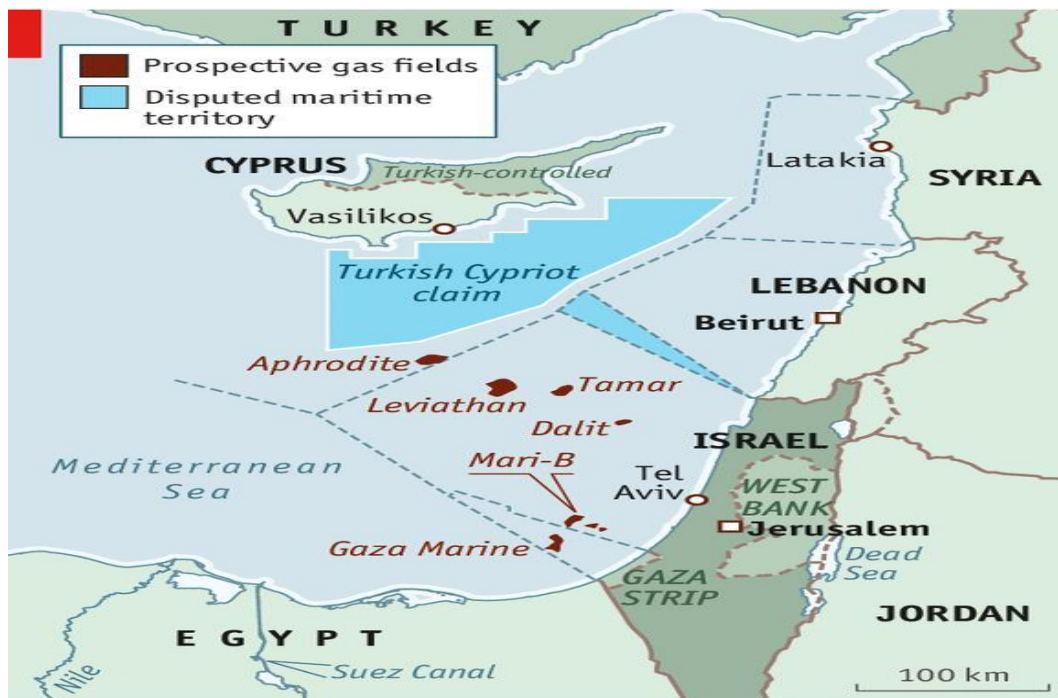 TURKEY
Prospective gas fields
Disputed maritime
territory
CYPRUS
Turkish-controlled
Latakia
SYRIA
Vasilikos
Turkish Cypriot
claim
LEBANON
Beirut
Aphrodite
Leviathan
Tamar
Dalit
ISRAEL
Mari-B
Mediterranean
Sea
Tel
Aviv
WEST
BANK
Jerusalem
Gaza Marine
GAZA
STRIP
Dead
Sea
JORDAN
EGYPT
Suez Canal
Nile
100 km